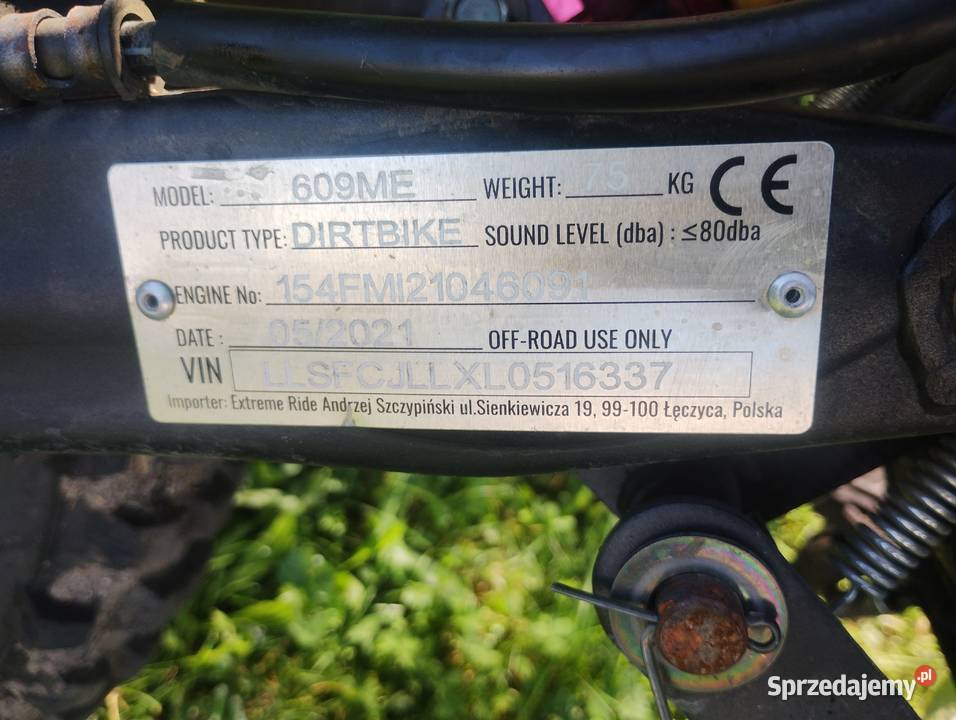 MODEL: 609ME WEIGHT: 75 KG CE
PRODUCT TYPE: DIRTBIKE SOUND LEVEL (dba) : ≤80dba
ENGINE No: 154FMI21046091
DATE : 05/2021 OFF-ROAD USE ONLY
VIN LLSFCJLLXL0516337
Importer: Extreme Ride Andrzej Szczypiński ul.Sienkiewicza 19, 99-100 Łęczyca, Polska
Sprzedajemy.pl